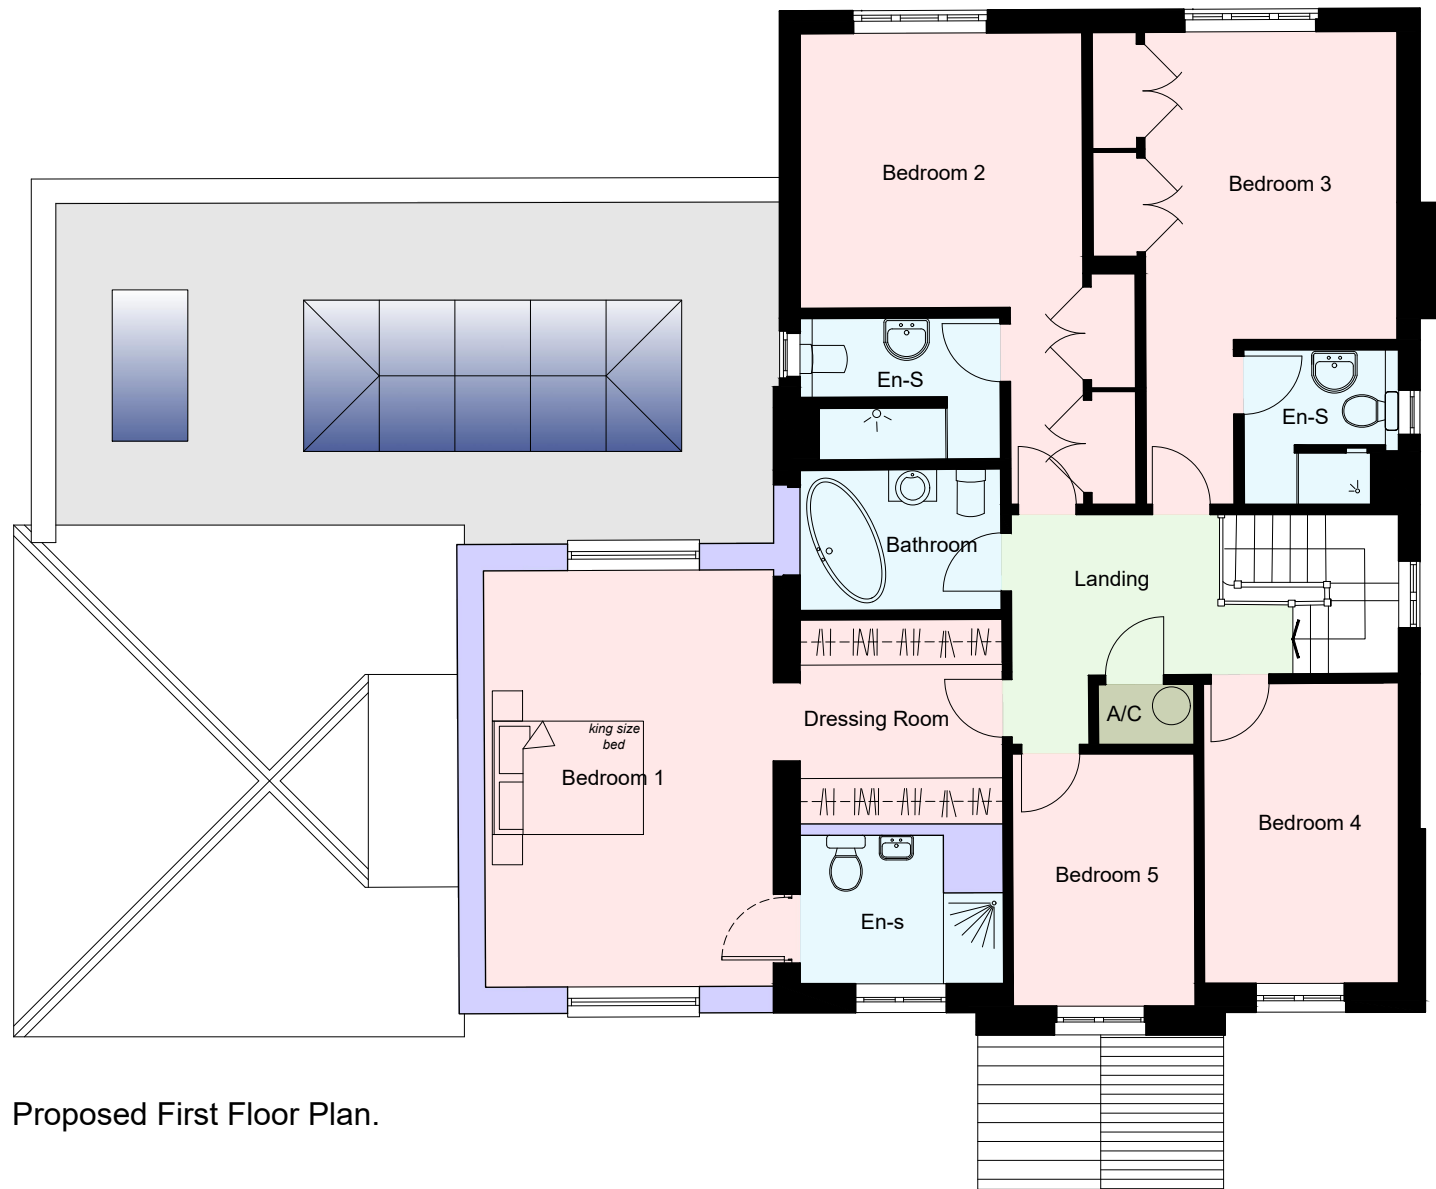 Bedroom 2
Bedroom 3
En-S
En-S
Bathroom
Landing
Dressing Room
A/C
king size
bed
Bedroom 1
Bedroom 4
Bedroom 5
En-s
Proposed First Floor Plan.